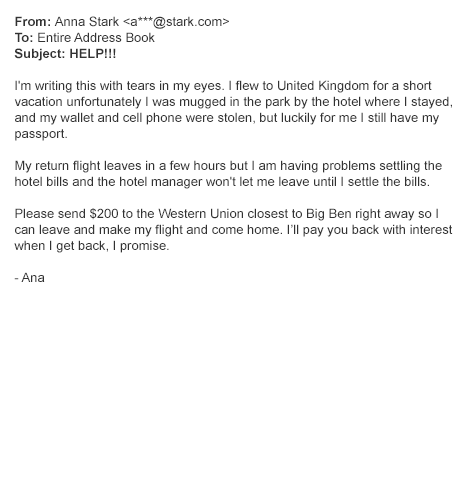 From: Anna Stark <a***@stark.com>
To: Entire Address Book
Subject: HELP!!!
I'm writing this with tears in my eyes. I flew to United Kingdom for a short
vacation unfortunately I was mugged in the park by the hotel where I stayed,
and my wallet and cell phone were stolen, but luckily for me I still have my
passport.
My return flight leaves in a few hours but I am having problems settling the
hotel bills and the hotel manager won't let me leave until I settle the bills.
Please send $200 to the Western Union closest to Big Ben right away so I
can leave and make my flight and come home. I'll pay you back with interest
when I get back, I promise.
- Ana